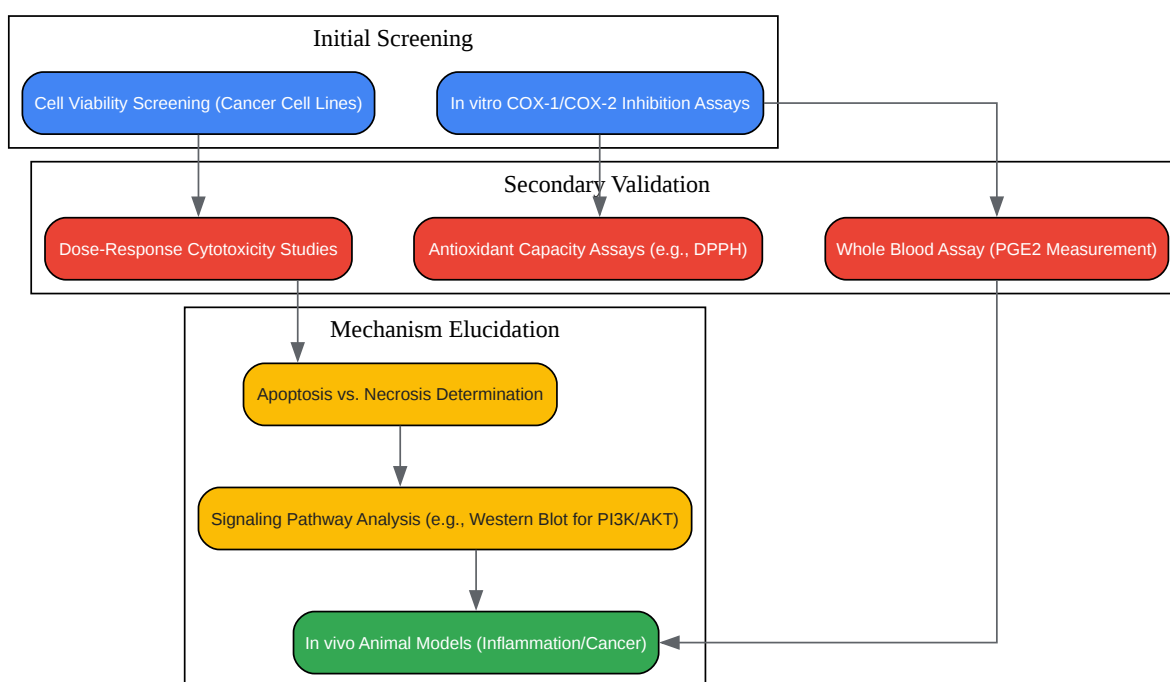 Initial Screening
Cell Viability Screening (Cancer Cell Lines)
In vitro COX-1/COX-2 Inhibition Assays
Secondary Validation
Dose-Response Cytotoxicity Studies
Antioxidant Capacity Assays (e.g., DPPH)
Whole Blood Assay (PGE2 Measurement)
Mechanism Elucidation
Apoptosis vs. Necrosis Determination
Signaling Pathway Analysis (e.g., Western Blot for PI3K/AKT)
In vivo Animal Models (Inflammation/Cancer)